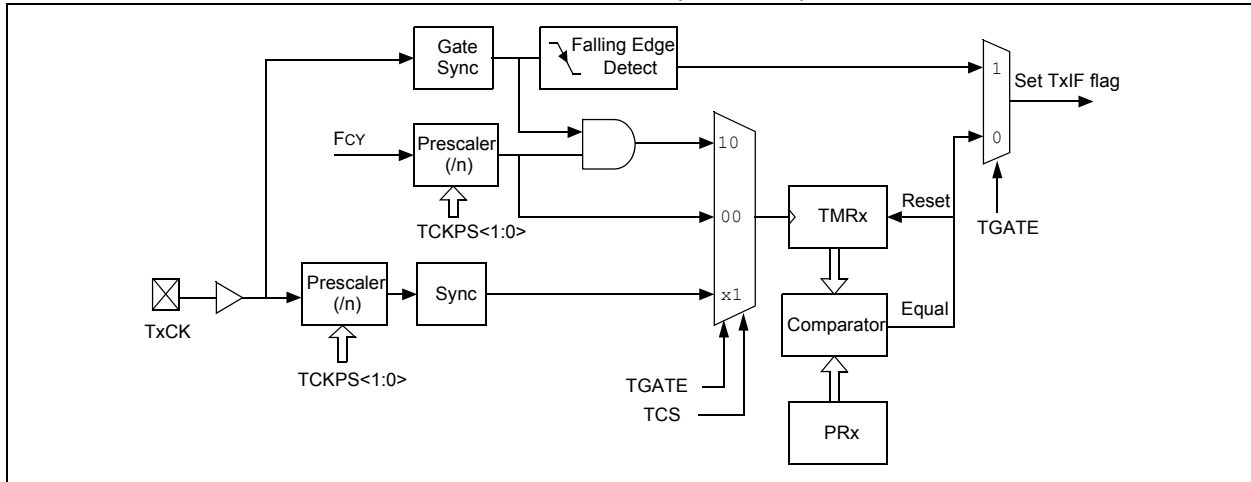 Gate
Sync
Falling Edge
Detect
1
Set TxIF flag
0
TGATE
FCY
Prescaler
(/n)
TCKPS<1:0>
10
00
x1
TMRx
Reset
TxCK
Prescaler
(/n)
Sync
TCKPS<1:0>
Comparator
Equal
TGATE
TCS
PRx